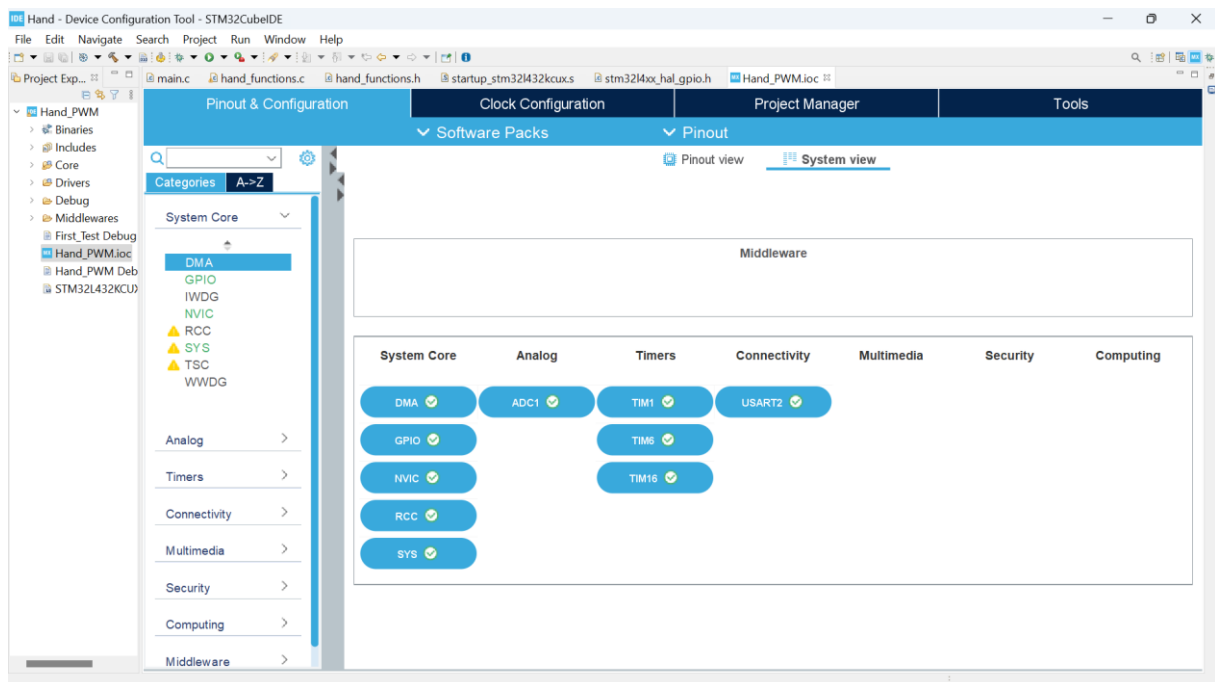 IDE Hand - Device Configuration Tool - STM32CubeIDE
File Edit Navigate Search Project Run Window Help
Project Exp... main.c hand_functions.c hand_functions.h startup_stm32l432kcux.s stm32l4xx_hal_gpio.h MX Hand_PWM.ioc
Hand_PWM
Binaries
Includes
Core
Drivers
Debug
Middlewares
First_Test Debug
MX Hand_PWM.ioc
Hand_PWM Deb
STM32L432KCUX
Pinout & Configuration Clock Configuration Project Manager Tools
Software Packs Pinout
Pinout view System view
Categories A->Z
System Core
DMA
GPIO
IWDG
NVIC
RCC
SYS
TSC
WWDG
Analog
Timers
Connectivity
Multimedia
Security
Computing
Middleware
Middleware
System Core Analog Timers Connectivity Multimedia Security Computing
DMA ADC1 TIM1 USART2
GPIO TIM6
NVIC TIM16
RCC
SYS